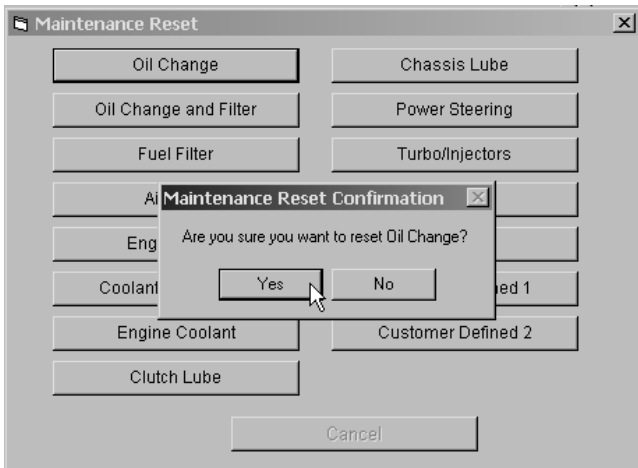 Maintenance Reset
Oil Change
Chassis Lube
Oil Change and Filter
Power Steering
Fuel Filter
Turbo/Injectors
Maintenance Reset Confirmation
Are you sure you want to reset Oil Change?
Yes
No
Coolant
Engine Coolant
Customer Defined 2
Clutch Lube
Cancel